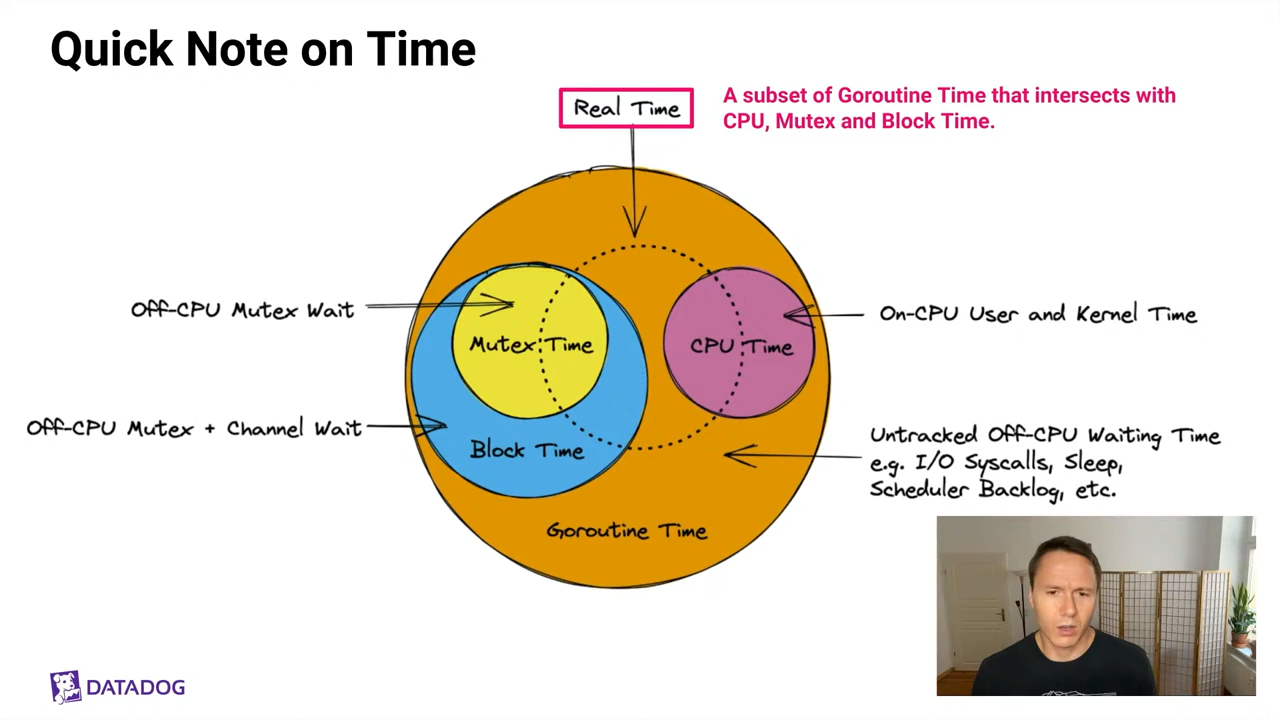 Quick Note on Time
Real Time
A subset of Goroutine Time that intersects with
CPU, Mutex and Block Time.
Off-CPU Mutex Wait
Mutex Time
CPU Time
On-CPU User and Kernel Time
Off-CPU Mutex + Channel Wait
Block Time
Untracked Off-CPU Waiting Time
e.g. I/O Syscalls, Sleep,
Scheduler Backlog, etc.
Goroutine Time
DATADOG